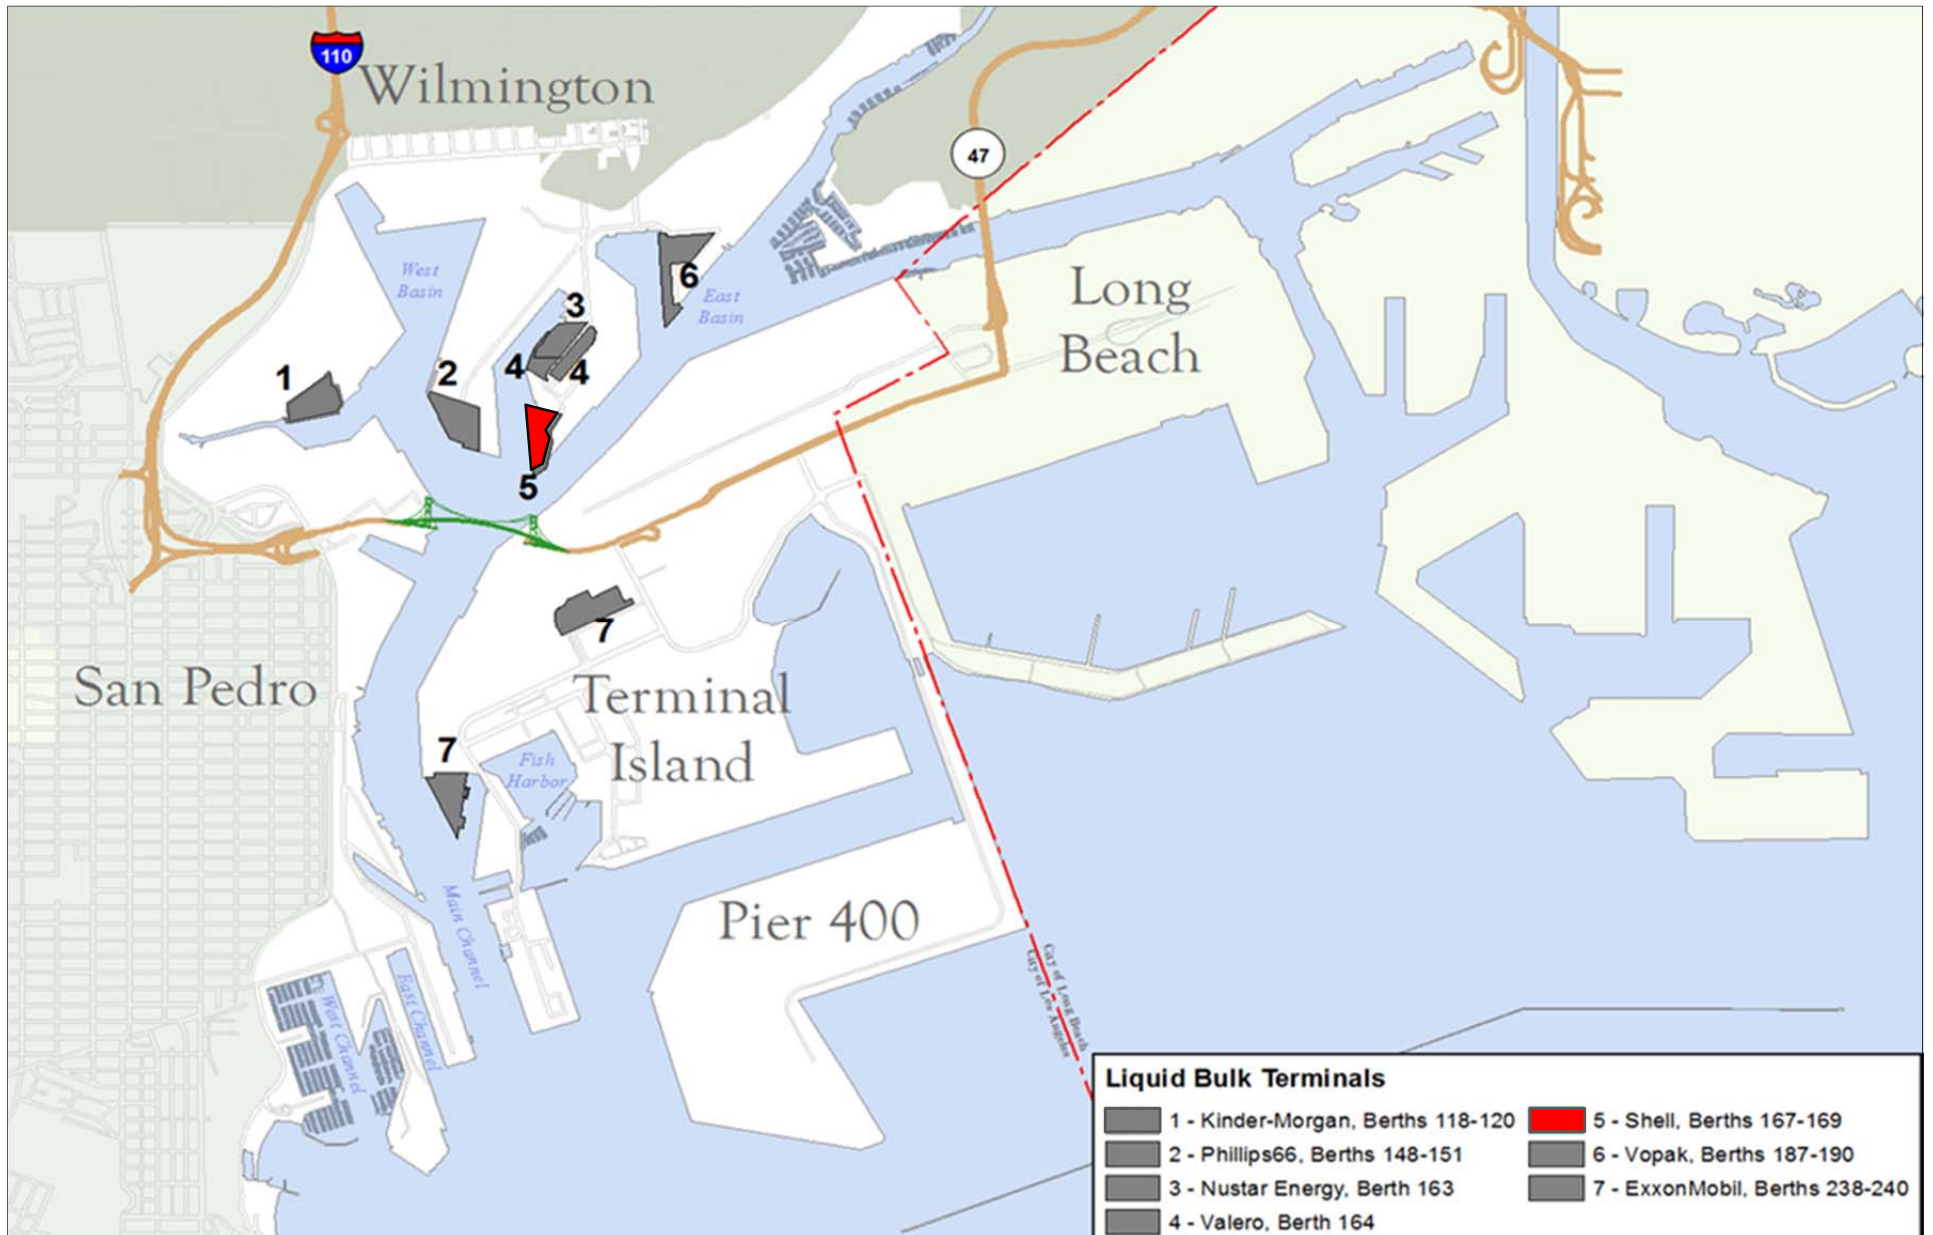 110
Wilmington
47
West
Basin
6
East
Basin
3
Long
Beach
4
4
1
2
5
7
San Pedro
Terminal
Island
7
Fish
Harbor
Main Channel
Pier 400
City of Long Beach
City of Los Angeles
West Channel
East Channel
Liquid Bulk Terminals
1 - Kinder-Morgan, Berths 118-120
2 - Phillips66, Berths 148-151
3 - Nustar Energy, Berth 163
4 - Valero, Berth 164
5 - Shell, Berths 167-169
6 - Vopak, Berths 187-190
7 - ExxonMobil, Berths 238-240